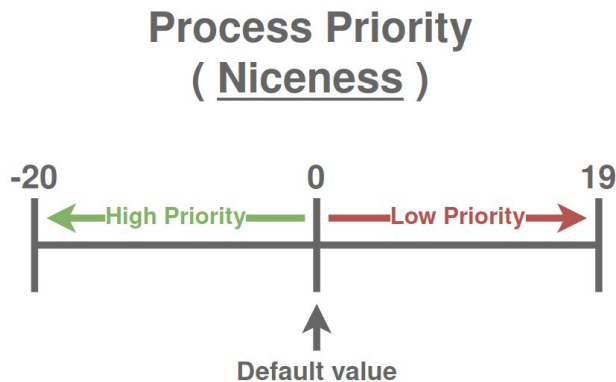 Process Priority
( Niceness )
-20 0 19
High Priority Low Priority
Default value